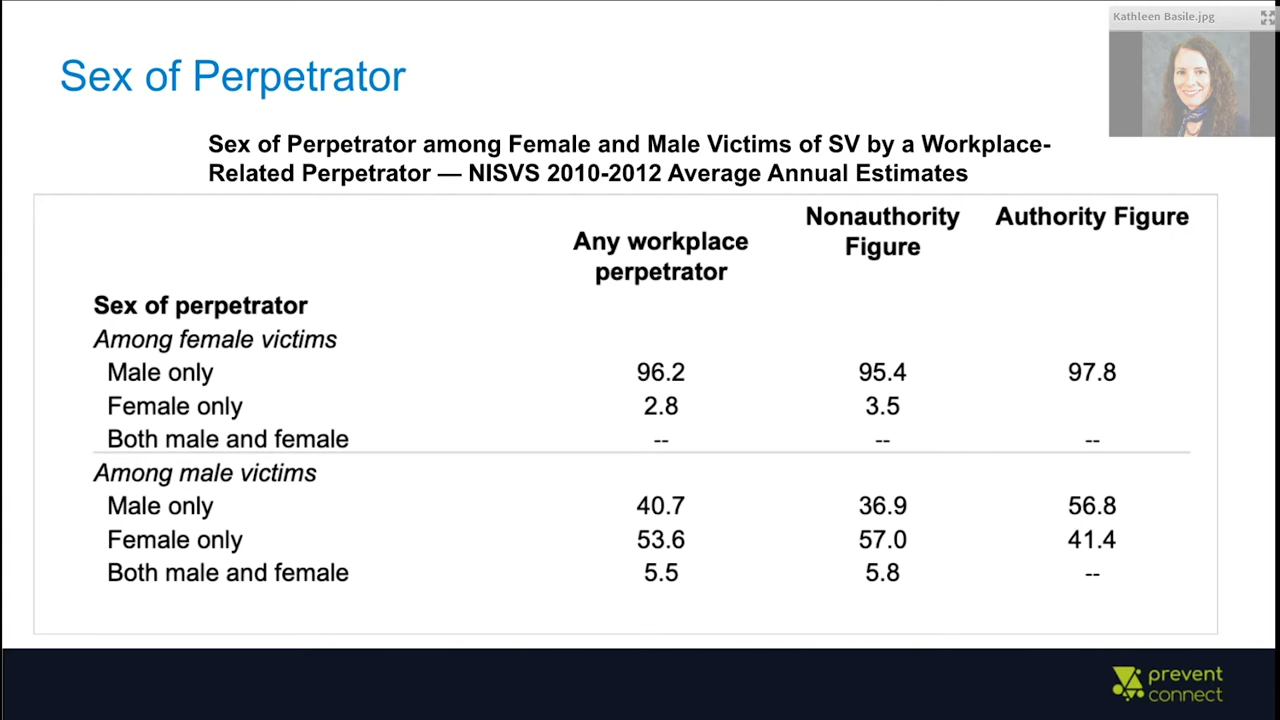 Kathleen Basile.jpg
Sex of Perpetrator
Sex of Perpetrator among Female and Male Victims of SV by a Workplace-
Related Perpetrator — NISVS 2010-2012 Average Annual Estimates
Any workplace perpetrator Nonauthority Figure Authority Figure
Sex of perpetrator
Among female victims
Male only 96.2 95.4 97.8
Female only 2.8 3.5
Both male and female -- -- --
Among male victims
Male only 40.7 36.9 56.8
Female only 53.6 57.0 41.4
Both male and female 5.5 5.8 --
prevent
connect